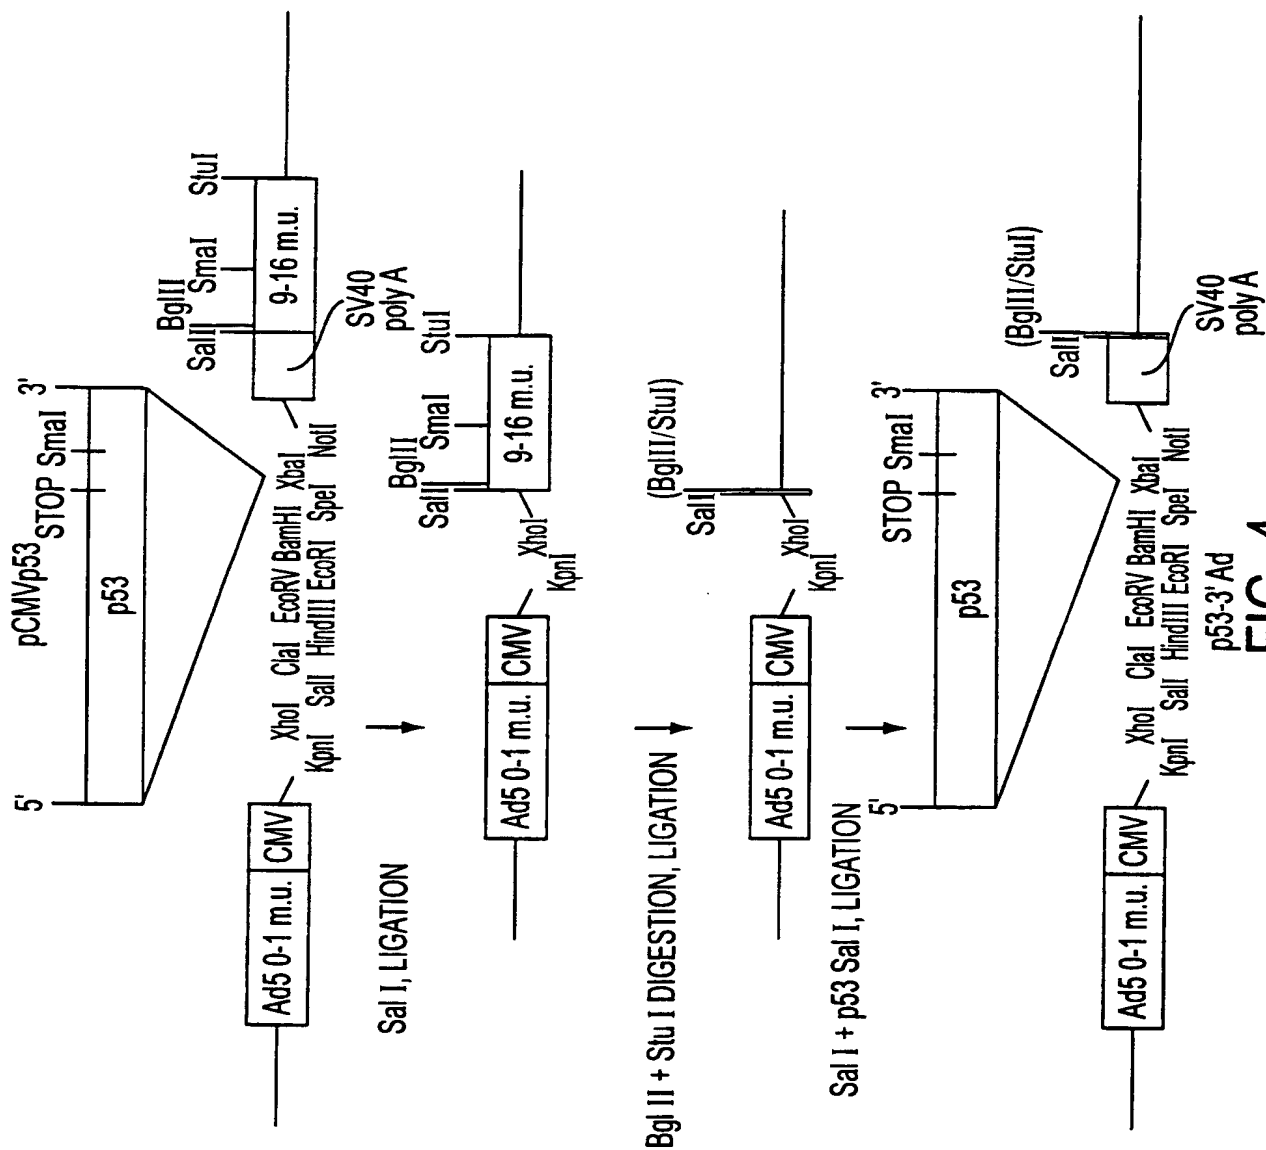 pCMVp53
5' 3'
STOP SmaI
p53
Ad5 0-1 m.u. CMV
XhoI ClaI EcoRV BamHI XbaI
KpnI SalI HindIII EcoRI SpeI NotI
BglII
SalI SmaI StuI
9-16 m.u.
SV40
poly A
Sal I, LIGATION
Ad5 0-1 m.u. CMV
XhoI
KpnI
BglII
SalI SmaI StuI
9-16 m.u.
Bgl II + Stu I DIGESTION, LIGATION
Ad5 0-1 m.u. CMV
XhoI
KpnI
(BglII/StuI)
SalI
Sal I + p53 Sal I, LIGATION
5' 3'
STOP SmaI
p53
Ad5 0-1 m.u. CMV
XhoI ClaI EcoRV BamHI XbaI
KpnI SalI HindIII EcoRI SpeI NotI
(BglII/StuI)
SalI
SV40
poly A
p53-3' Ad